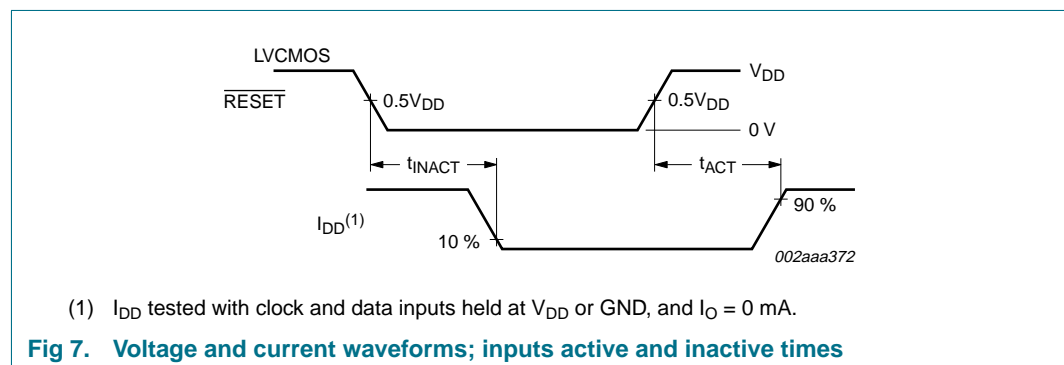 LVCMOS
RESET
0.5VDD
0.5VDD
VDD
0 V
tINACT
tACT
IDD(1)
10 %
90 %
002aaa372
(1) IDD tested with clock and data inputs held at VDD or GND, and IO = 0 mA.
Fig 7. Voltage and current waveforms; inputs active and inactive times